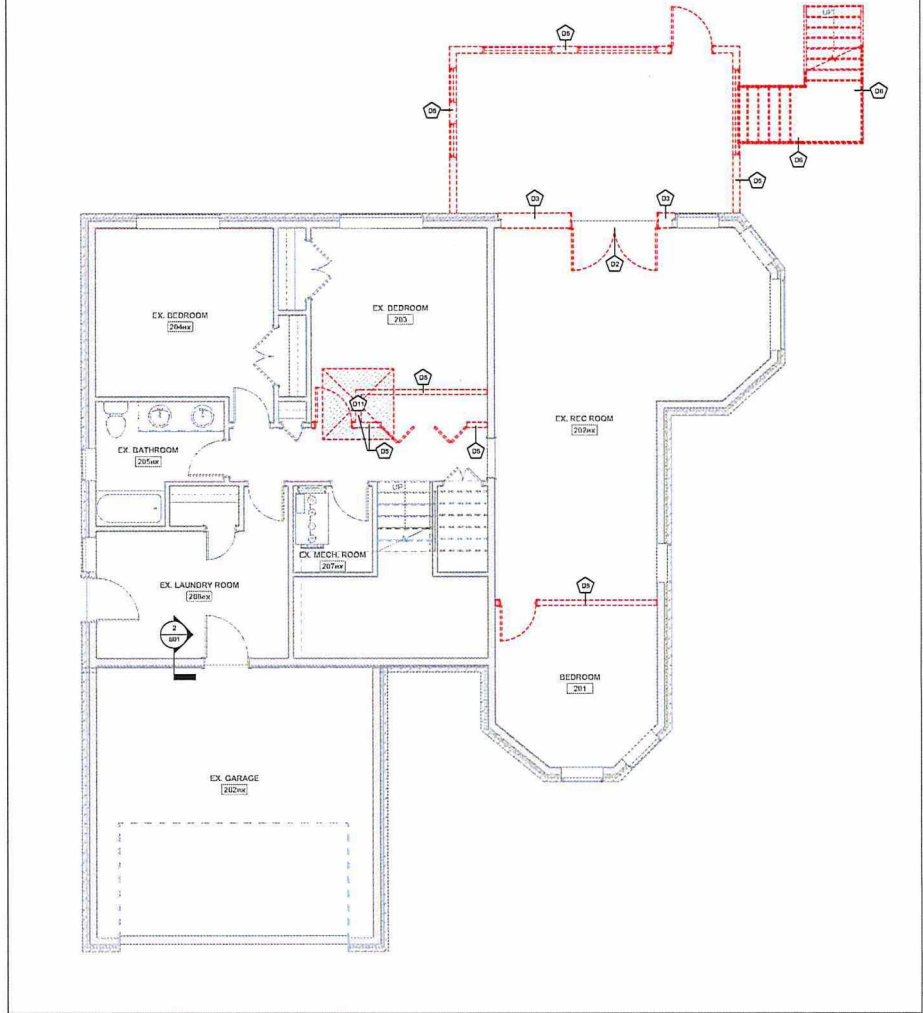 UP
D5
D6
D6
D6
D5
D3
D3
D2
EX. BEDROOM
204EX
EX. BEDROOM
203
D5
D11
D5
D5
EX. REC ROOM
202EX
EX. BATHROOM
205EX
UP
EX. MECH. ROOM
207EX
EX. LAUNDRY ROOM
208EX
2
D5
BEDROOM
201
EX. GARAGE
202EX